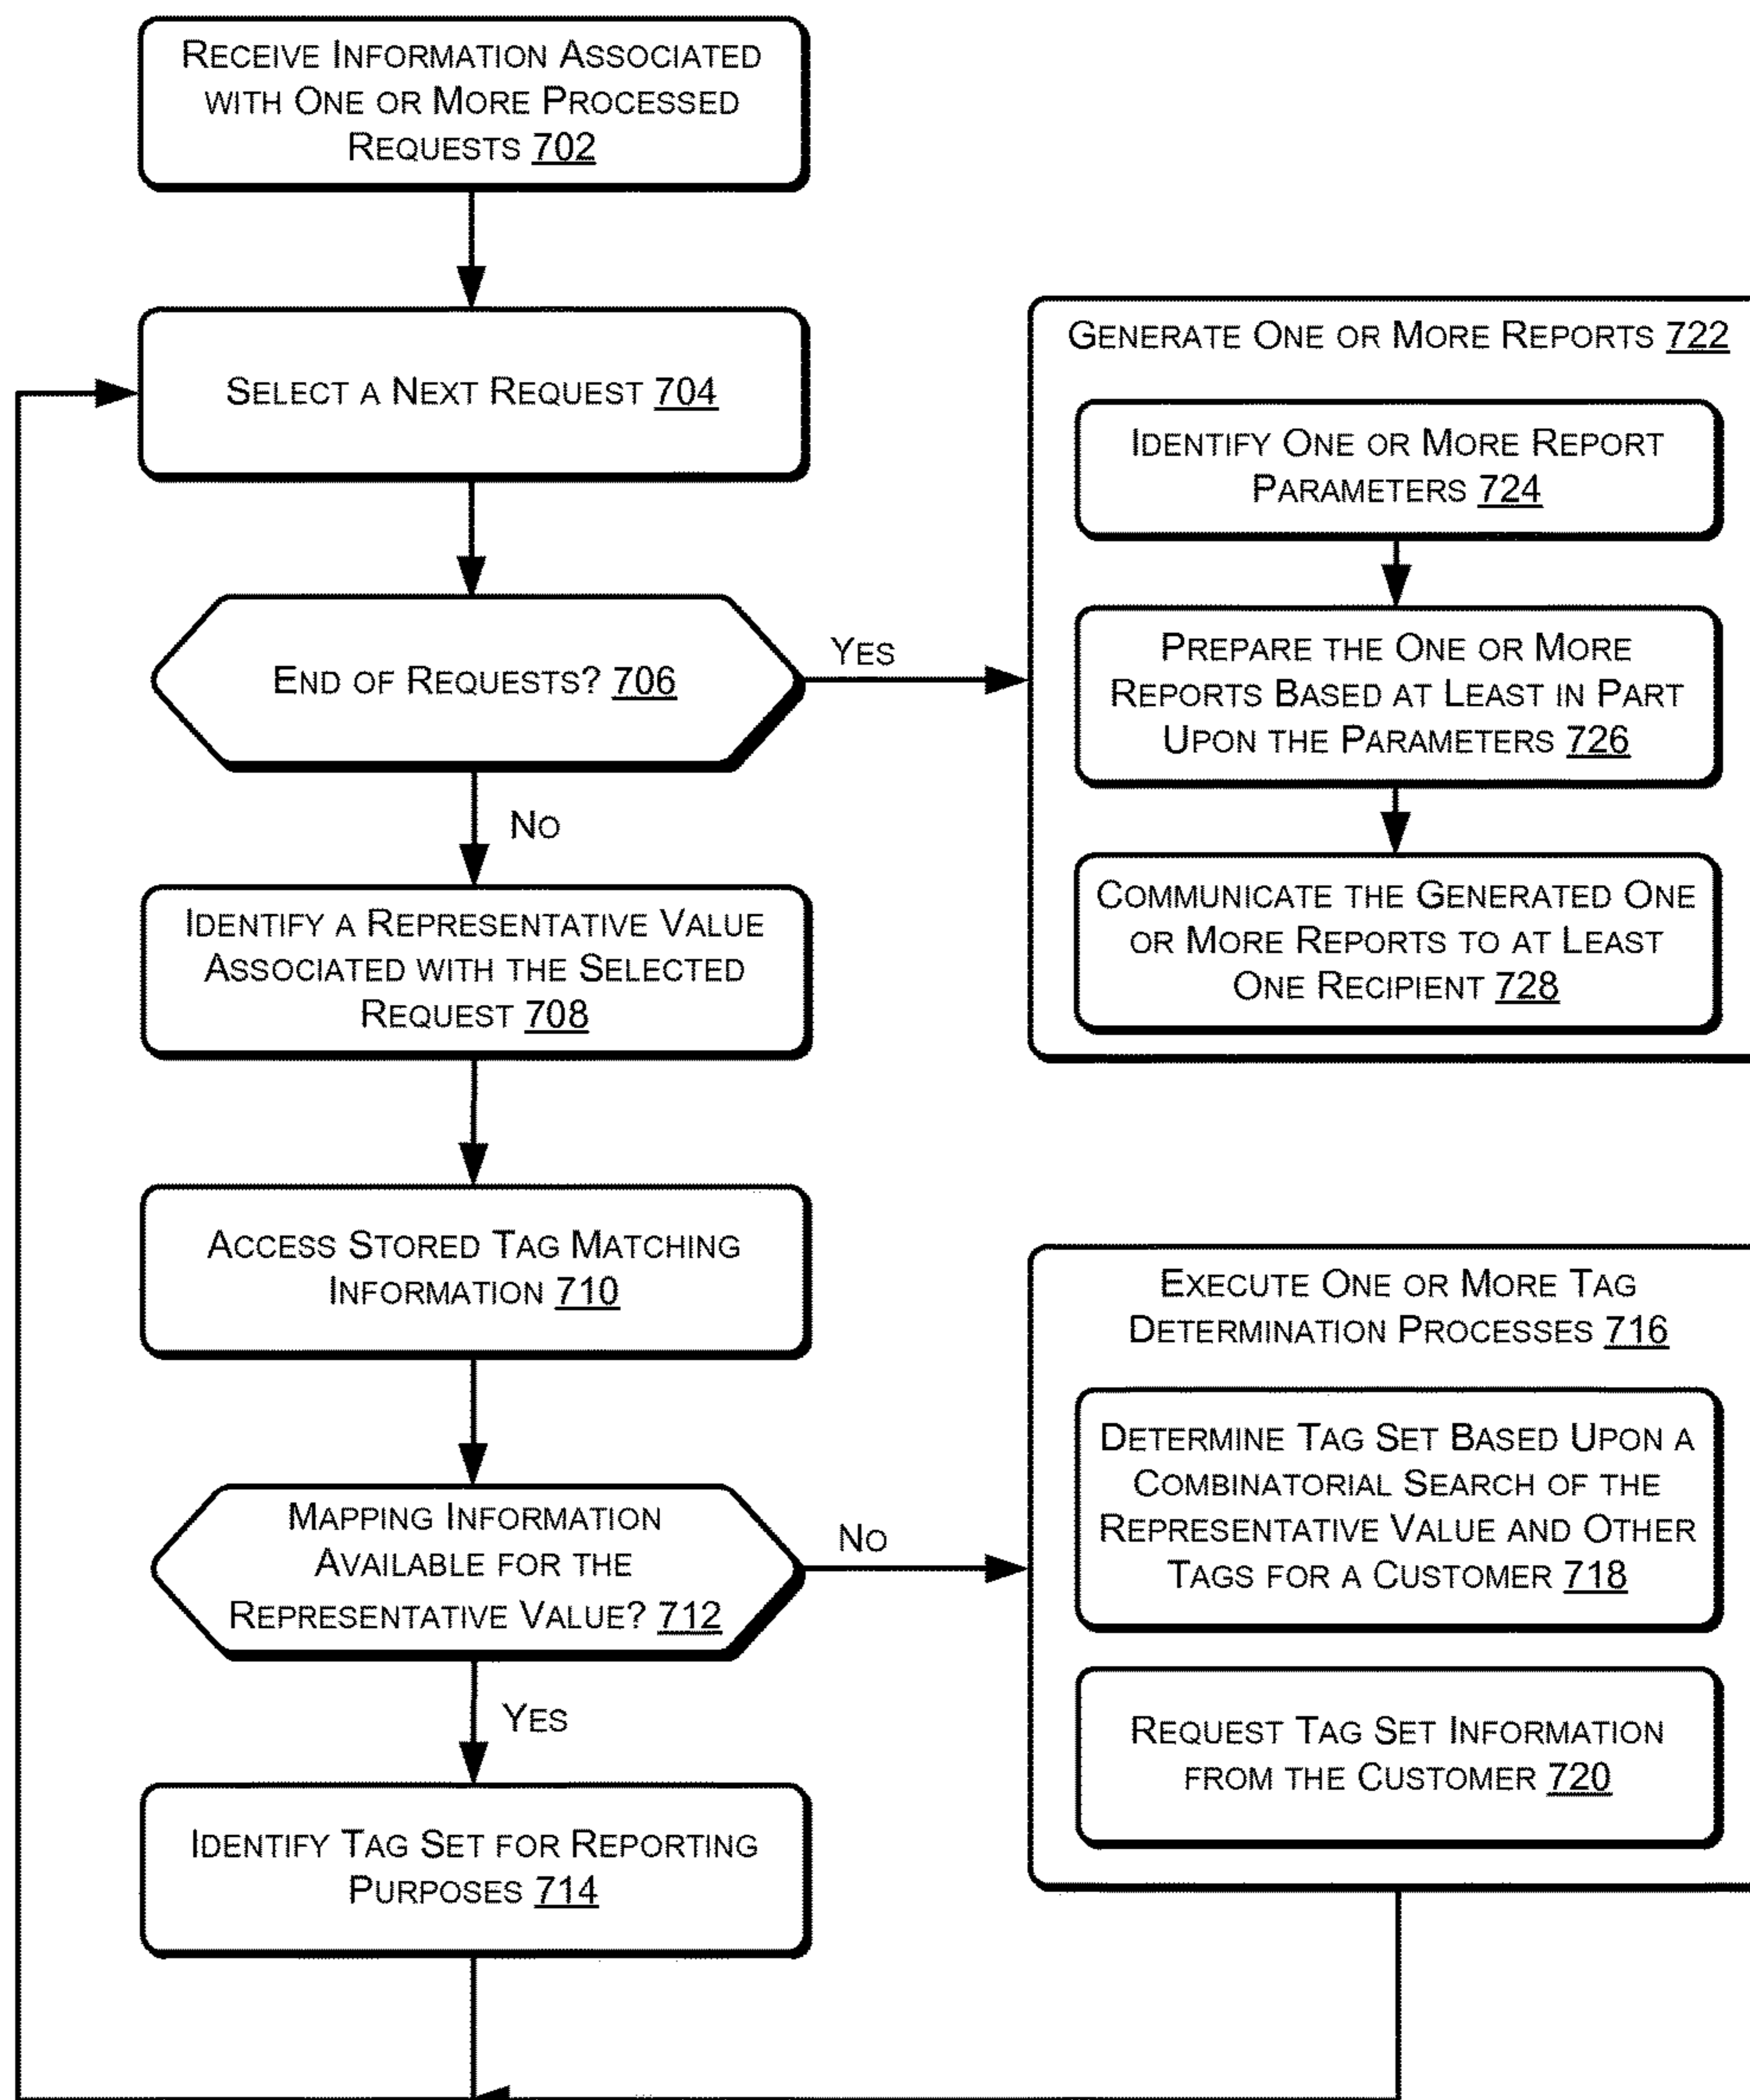 RECEIVE INFORMATION ASSOCIATED
WITH ONE OR MORE PROCESSED
REQUESTS 702
SELECT A NEXT REQUEST 704
END OF REQUESTS? 706
YES
NO
IDENTIFY A REPRESENTATIVE VALUE
ASSOCIATED WITH THE SELECTED
REQUEST 708
ACCESS STORED TAG MATCHING
INFORMATION 710
MAPPING INFORMATION
AVAILABLE FOR THE
REPRESENTATIVE VALUE? 712
NO
YES
IDENTIFY TAG SET FOR REPORTING
PURPOSES 714
GENERATE ONE OR MORE REPORTS 722
IDENTIFY ONE OR MORE REPORT
PARAMETERS 724
PREPARE THE ONE OR MORE
REPORTS BASED AT LEAST IN PART
UPON THE PARAMETERS 726
COMMUNICATE THE GENERATED ONE
OR MORE REPORTS TO AT LEAST
ONE RECIPIENT 728
EXECUTE ONE OR MORE TAG
DETERMINATION PROCESSES 716
DETERMINE TAG SET BASED UPON A
COMBINATORIAL SEARCH OF THE
REPRESENTATIVE VALUE AND OTHER
TAGS FOR A CUSTOMER 718
REQUEST TAG SET INFORMATION
FROM THE CUSTOMER 720